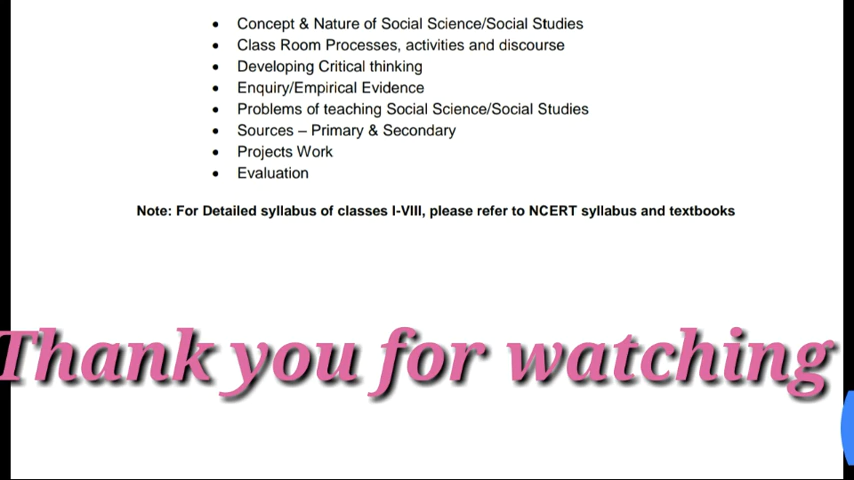 • Concept & Nature of Social Science/Social Studies
• Class Room Processes, activities and discourse
• Developing Critical thinking
• Enquiry/Empirical Evidence
• Problems of teaching Social Science/Social Studies
• Sources – Primary & Secondary
• Projects Work
• Evaluation
Note: For Detailed syllabus of classes I-VIII, please refer to NCERT syllabus and textbooks
Thank you for watching